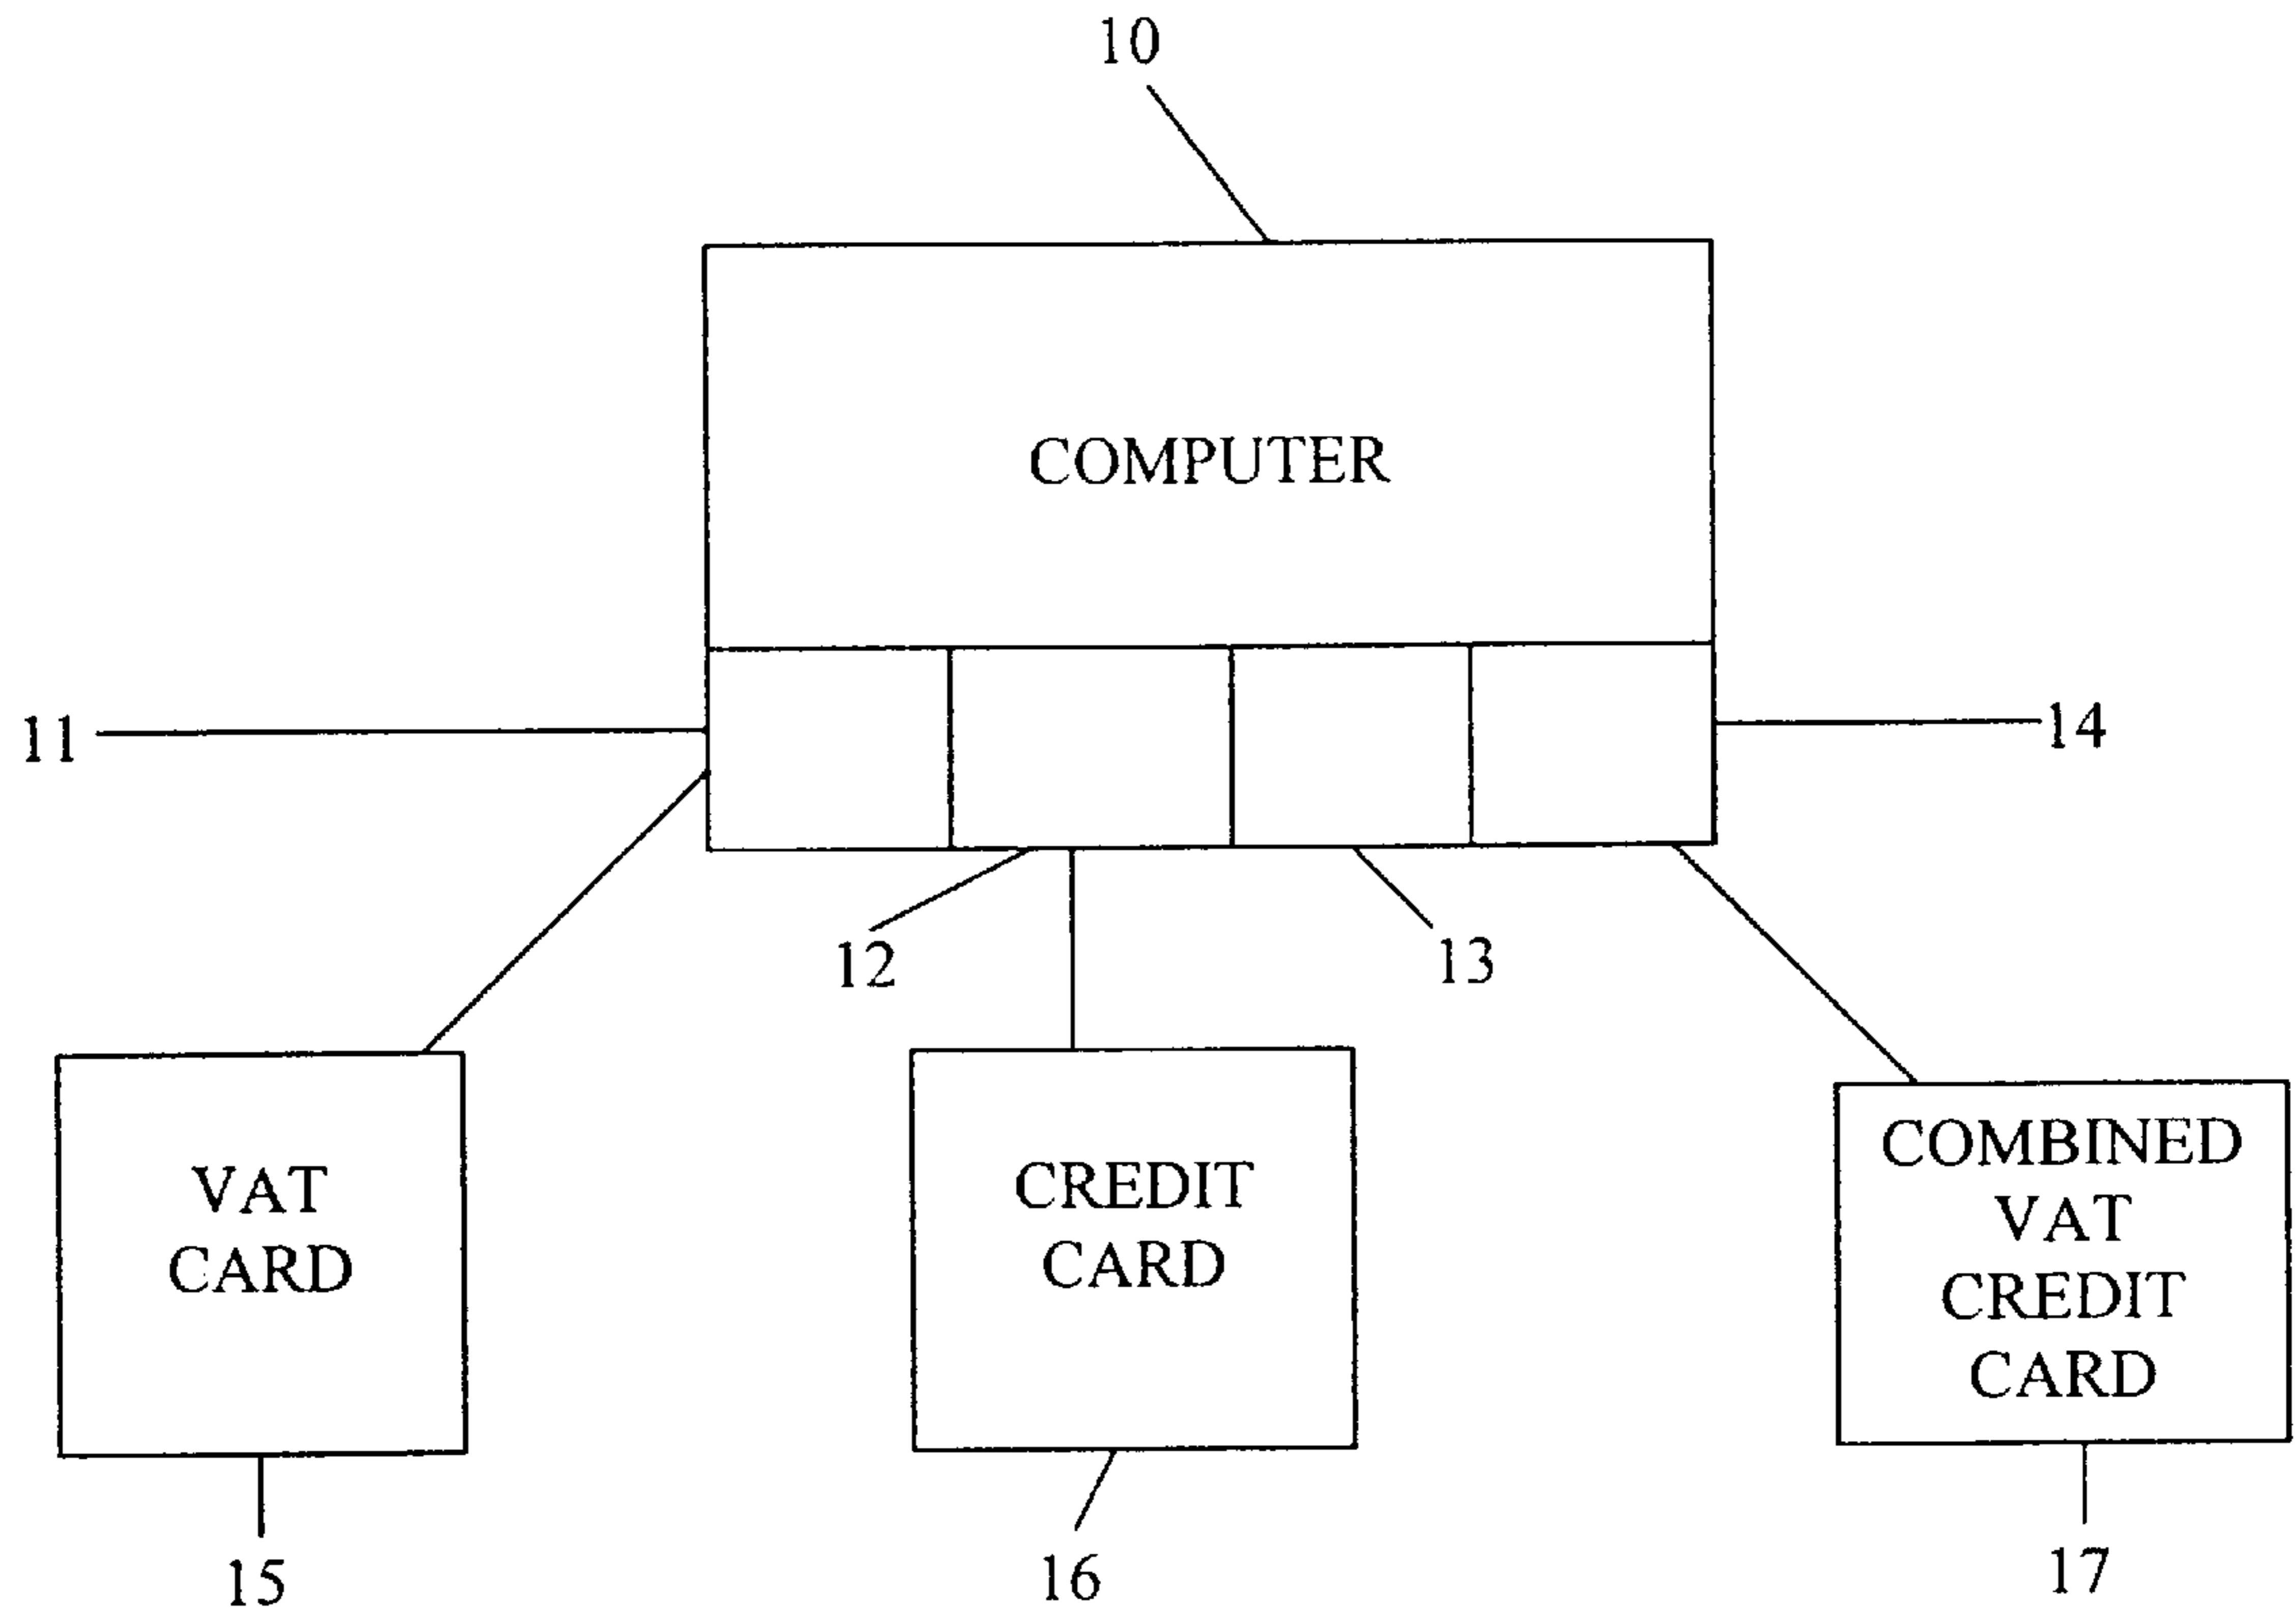 10
COMPUTER
11
14
12
13
VAT
CARD
CREDIT
CARD
COMBINED
VAT
CREDIT
CARD
15
16
17